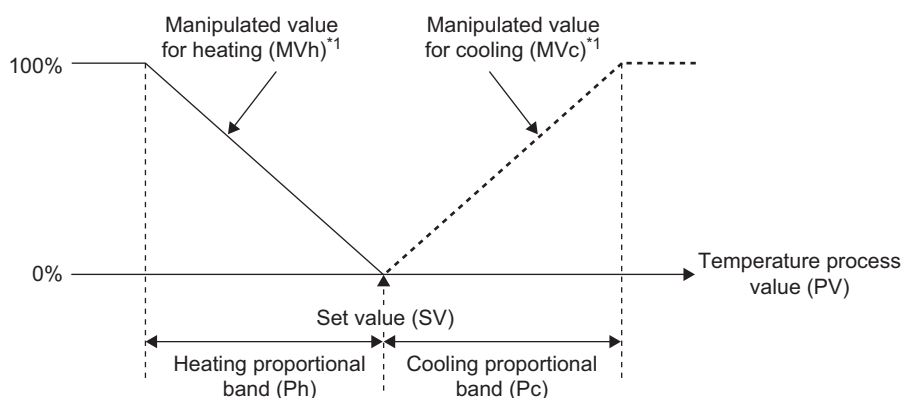 Manipulated value
for heating (MVh)*1
Manipulated value
for cooling (MVc)*1
100%
0%
Temperature process
value (PV)
Set value (SV)
Heating proportional
band (Ph)
Cooling proportional
band (Pc)